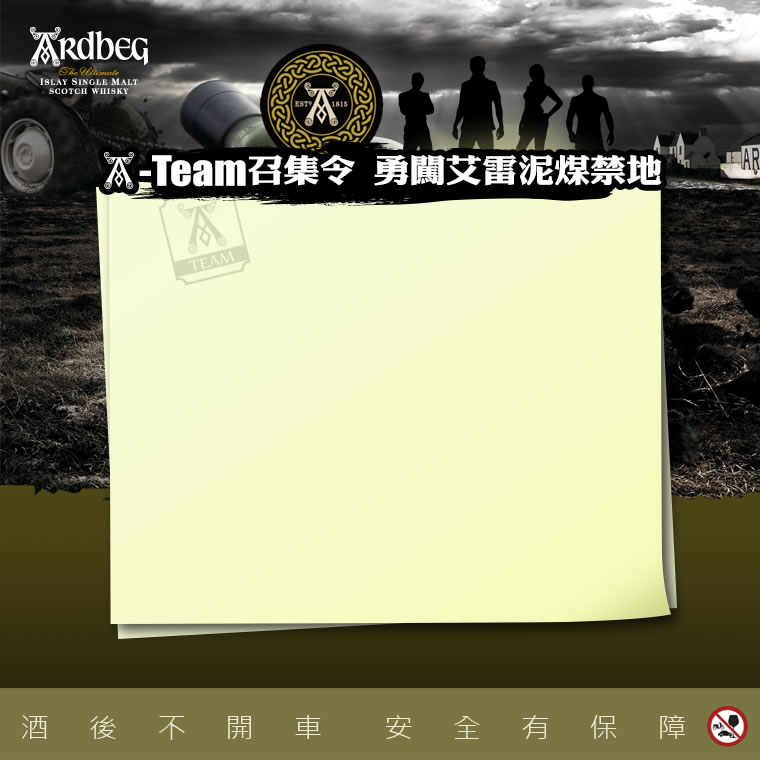 ARDBEG
The Ultimate
ISLAY SINGLE MALT
SCOTCH WHISKY
ESTD 1815
A-Team召集令 勇闖艾雷泥煤禁地
AR
A
TEAM
酒後不開車 安全有保障